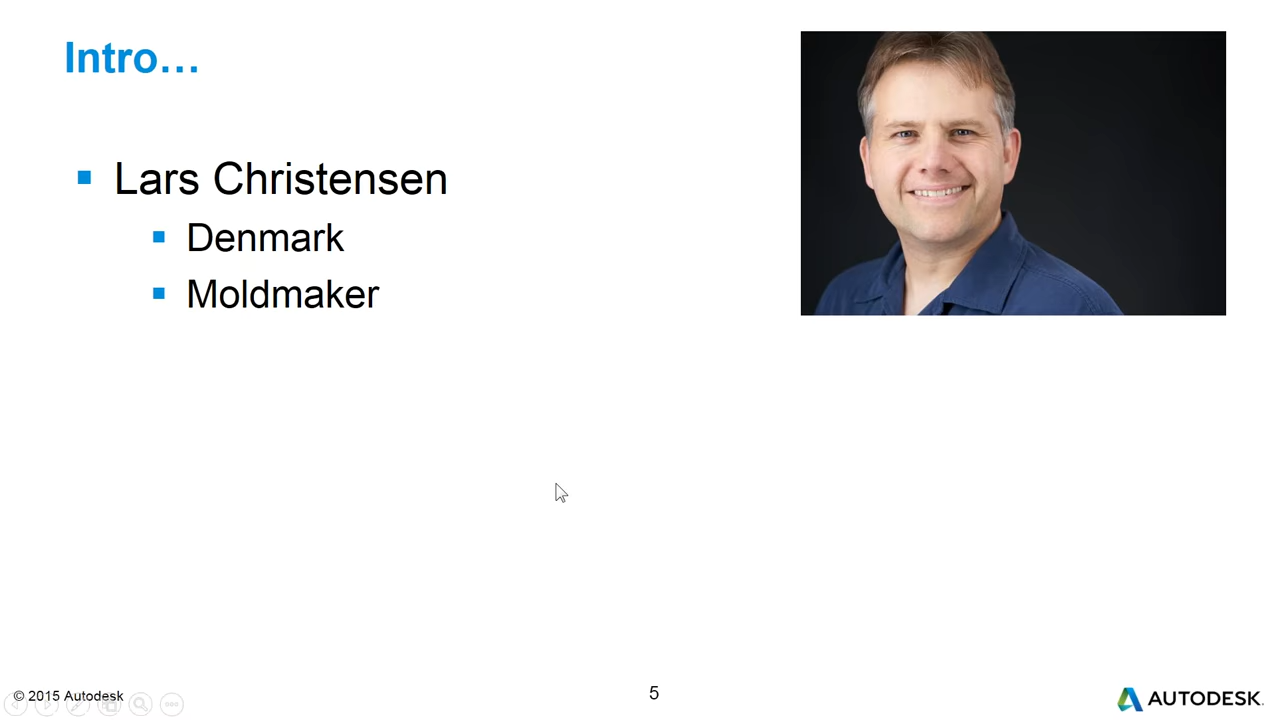 Intro…
Lars Christensen
Denmark
Moldmaker
© 2015 Autodesk
5
AUTODESK.